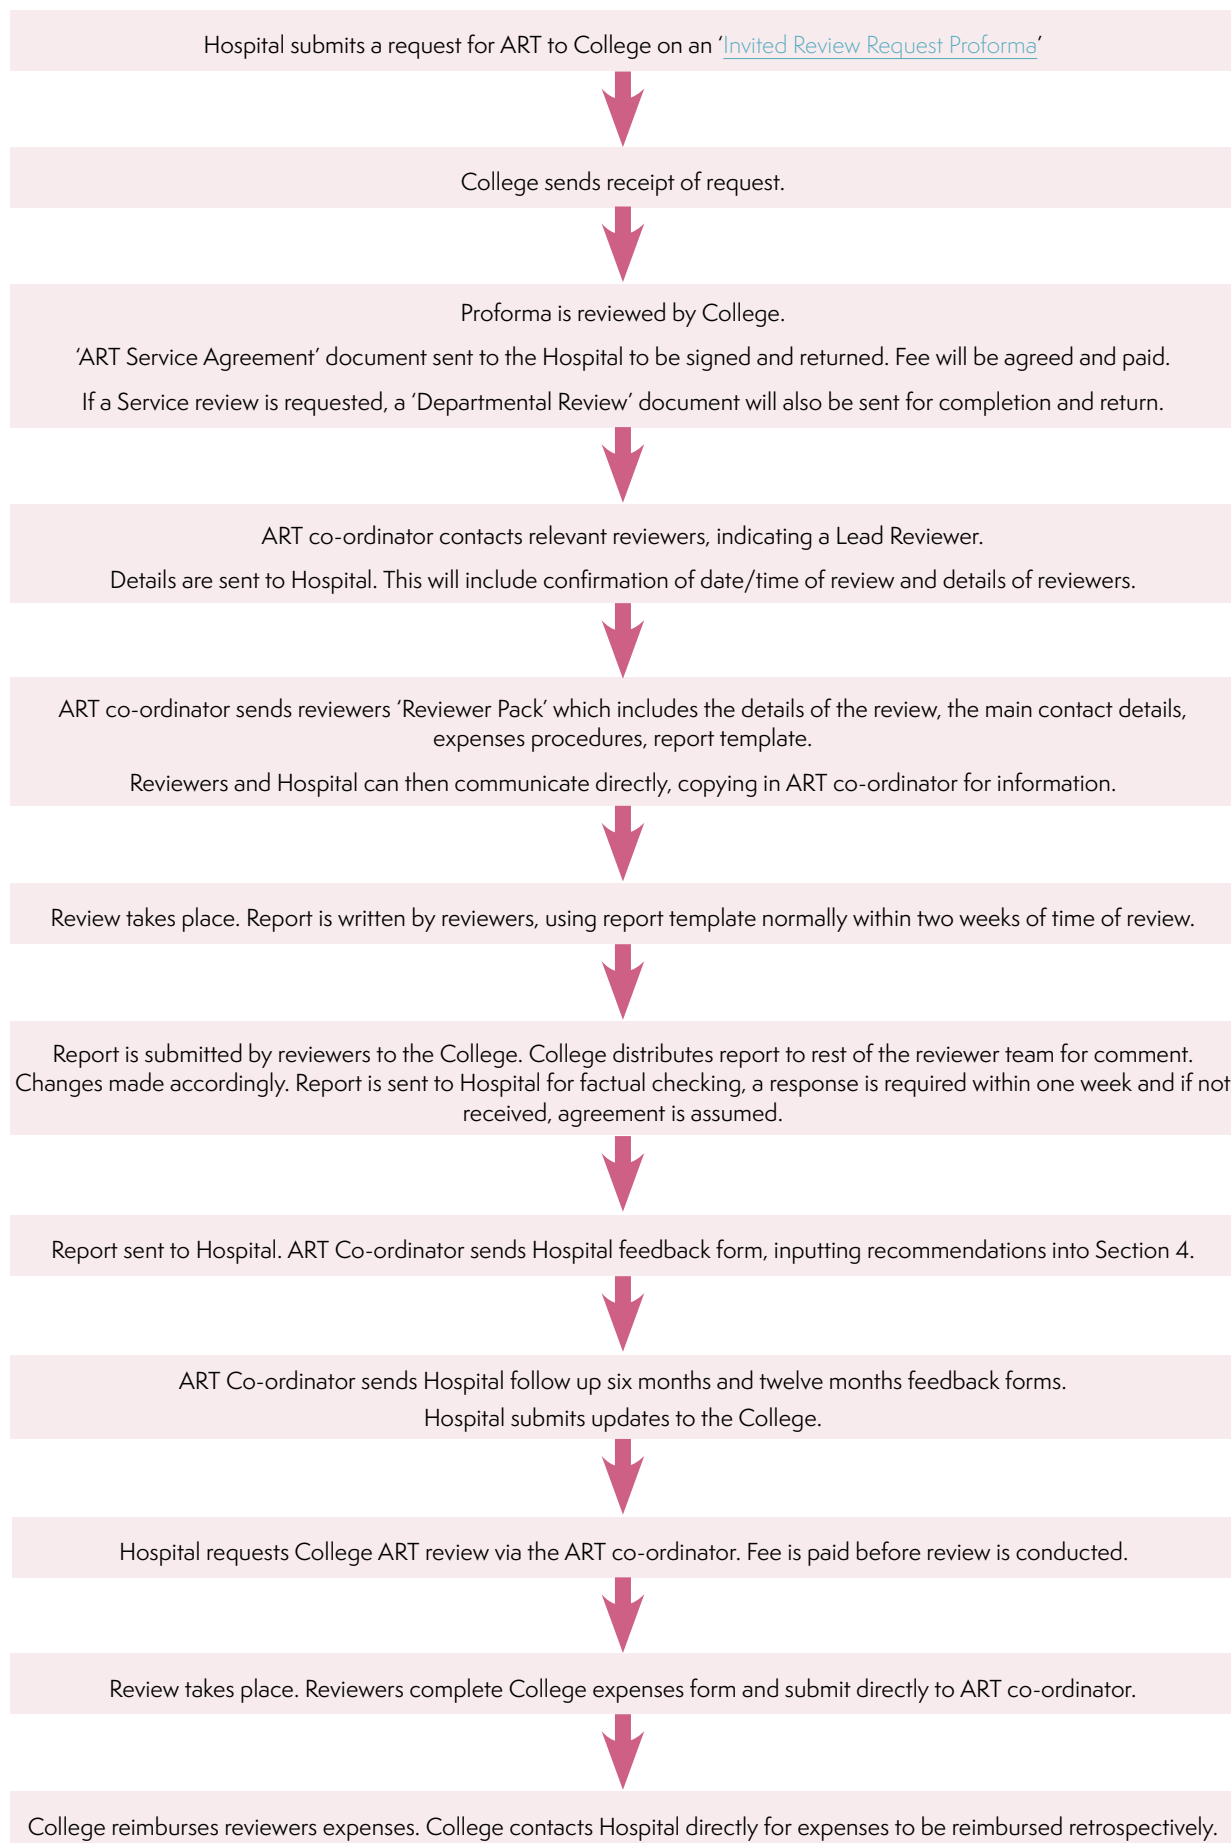 Hospital submits a request for ART to College on an ‘Invited Review Request Proforma’
College sends receipt of request.
Proforma is reviewed by College.
‘ART Service Agreement’ document sent to the Hospital to be signed and returned. Fee will be agreed and paid.
If a Service review is requested, a ‘Departmental Review’ document will also be sent for completion and return.
ART co-ordinator contacts relevant reviewers, indicating a Lead Reviewer.
Details are sent to Hospital. This will include confirmation of date/time of review and details of reviewers.
ART co-ordinator sends reviewers ‘Reviewer Pack’ which includes the details of the review, the main contact details,
expenses procedures, report template.
Reviewers and Hospital can then communicate directly, copying in ART co-ordinator for information.
Review takes place. Report is written by reviewers, using report template normally within two weeks of time of review.
Report is submitted by reviewers to the College. College distributes report to rest of the reviewer team for comment.
Changes made accordingly. Report is sent to Hospital for factual checking, a response is required within one week and if not
received, agreement is assumed.
Report sent to Hospital. ART Co-ordinator sends Hospital feedback form, inputting recommendations into Section 4.
ART Co-ordinator sends Hospital follow up six months and twelve months feedback forms.
Hospital submits updates to the College.
Hospital requests College ART review via the ART co-ordinator. Fee is paid before review is conducted.
Review takes place. Reviewers complete College expenses form and submit directly to ART co-ordinator.
College reimburses reviewers expenses. College contacts Hospital directly for expenses to be reimbursed retrospectively.